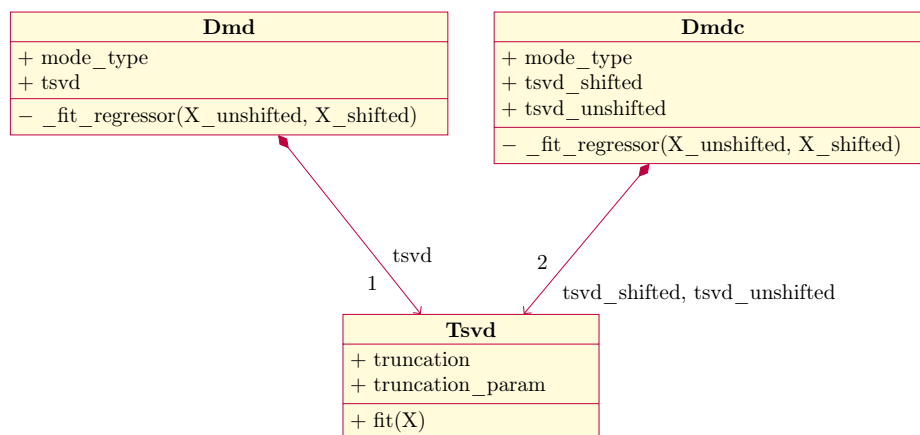 Dmd
+ mode_type
+ tsvd
− _fit_regressor(X_unshifted, X_shifted)
Dmdc
+ mode_type
+ tsvd_shifted
+ tsvd_unshifted
− _fit_regressor(X_unshifted, X_shifted)
tsvd
1
2
tsvd_shifted, tsvd_unshifted
Tsvd
+ truncation
+ truncation_param
+ fit(X)